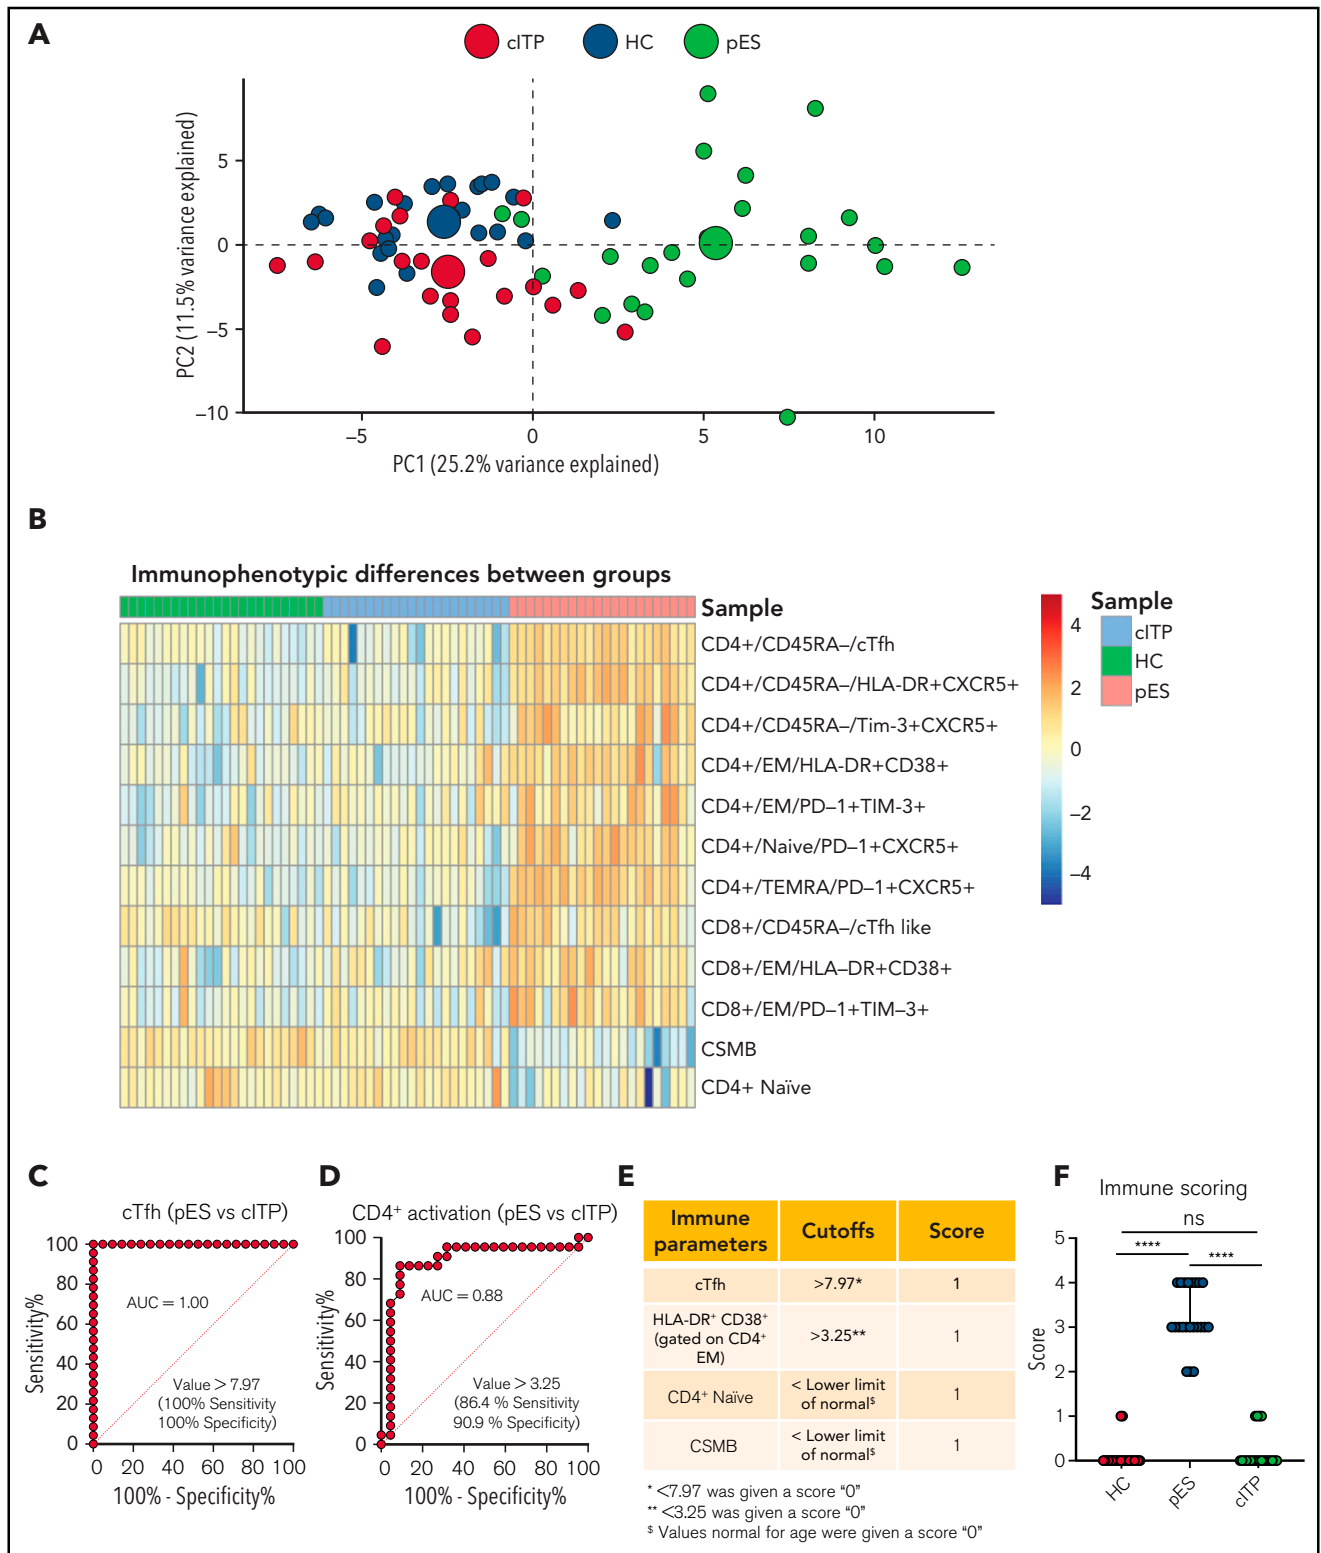 A
cITP HC pES
PC2 (11.5% variance explained)
5
0
−5
−10
−5 0 5 10
PC1 (25.2% variance explained)
B
Immunophenotypic differences between groups
Sample
CD4+/CD45RA–/cTfh
CD4+/CD45RA–/HLA-DR+CXCR5+
CD4+/CD45RA–/Tim-3+CXCR5+
CD4+/EM/HLA-DR+CD38+
CD4+/EM/PD–1+TIM-3+
CD4+/Naive/PD–1+CXCR5+
CD4+/TEMRA/PD–1+CXCR5+
CD8+/CD45RA–/cTfh like
CD8+/EM/HLA–DR+CD38+
CD8+/EM/PD–1+TIM–3+
CSMB
CD4+ Naïve
4
2
0
−2
−4
Sample
cITP
HC
pES
C
cTfh (pES vs cITP)
Sensitivity%
100
80
60
40
20
0
AUC = 1.00
Value > 7.97
(100% Sensitivity
100% Specificity)
0 20 40 60 80 100
100% - Specificity%
D
CD4⁺ activation (pES vs cITP)
Sensitivity%
100
80
60
40
20
0
AUC = 0.88
Value > 3.25
(86.4 % Sensitivity
90.9 % Specificity)
0 20 40 60 80 100
100% - Specificity%
E
Immune parameters Cutoffs Score
cTfh >7.97* 1
HLA-DR⁺ CD38⁺
(gated on CD4⁺
EM)
>3.25** 1
CD4⁺ Naïve
< Lower limit
of normal$
1
CSMB
< Lower limit
of normal$
1
* <7.97 was given a score “0”
** <3.25 was given a score “0”
$ Values normal for age were given a score “0”
F
Immune scoring
ns
**** ****
Score
5
4
3
2
1
0
HC pES cITP